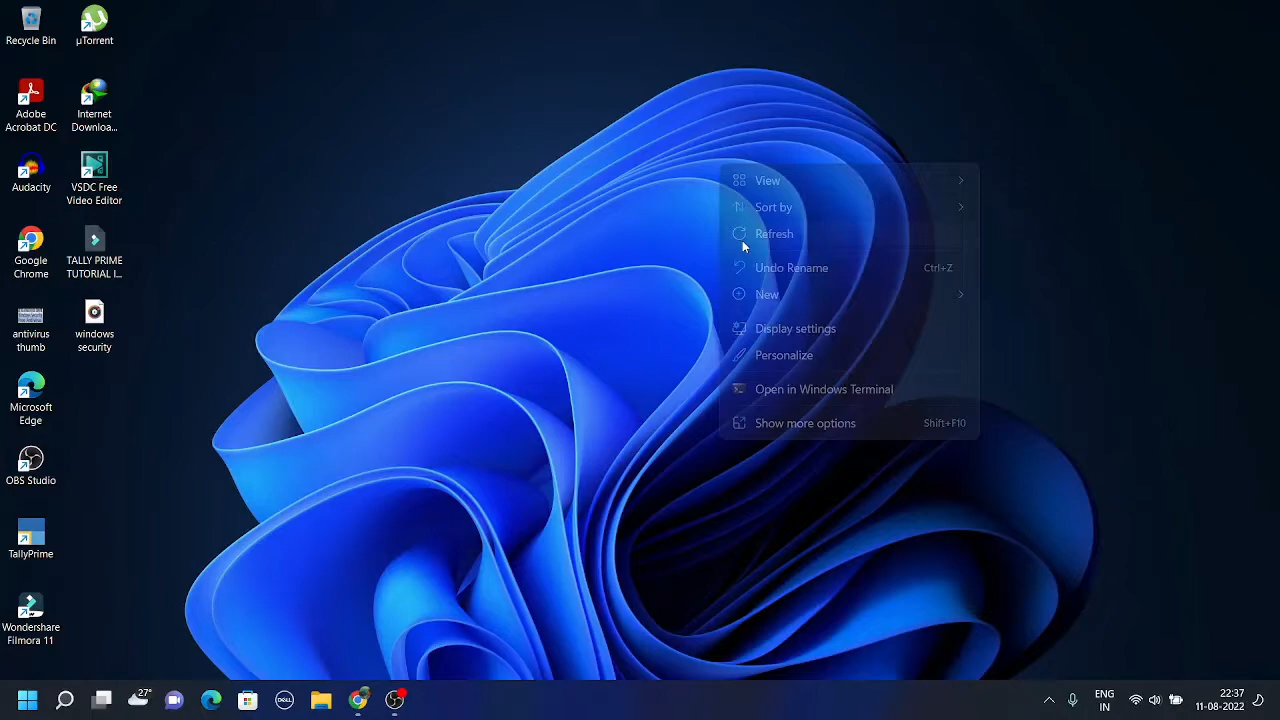 Recycle Bin
µTorrent
Adobe
Acrobat DC
Internet
Downloa...
Audacity
VSDC Free
Video Editor
Google
Chrome
TALLY PRIME
TUTORIAL I...
antivirus
thumb
windows
security
Microsoft
Edge
OBS Studio
TallyPrime
Wondershare
Filmora 11
View
Sort by
Refresh
Undo Rename Ctrl+Z
New
Display settings
Personalize
Open in Windows Terminal
Show more options Shift+F10
27°
DELL
ENG
IN
22:37
11-08-2022